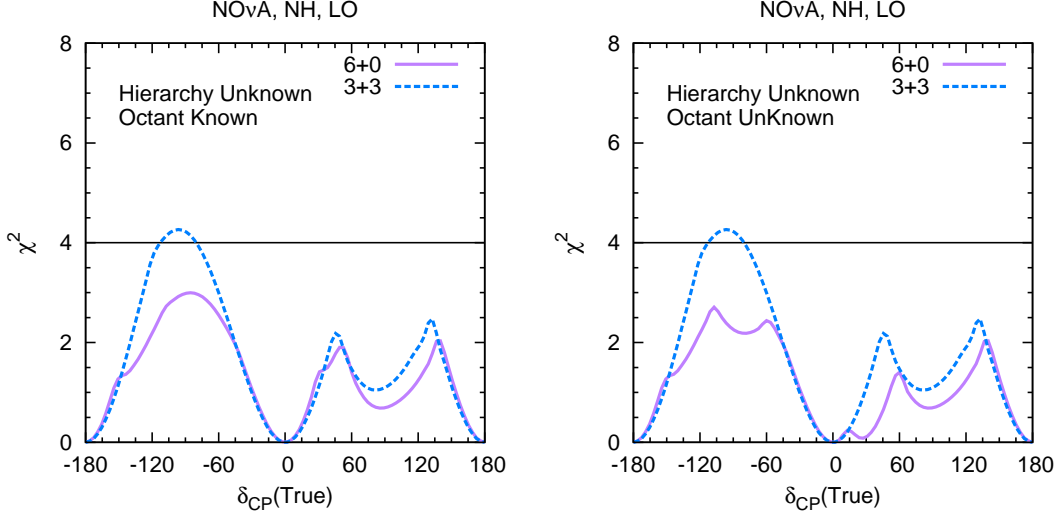 NOνA, NH, LO
8
6
4
2
0
χ2
6+0
3+3
Hierarchy Unknown
Octant Known
-180 -120 -60 0 60 120 180
δCP(True)
NOνA, NH, LO
8
6
4
2
0
χ2
6+0
3+3
Hierarchy Unknown
Octant UnKnown
-180 -120 -60 0 60 120 180
δCP(True)